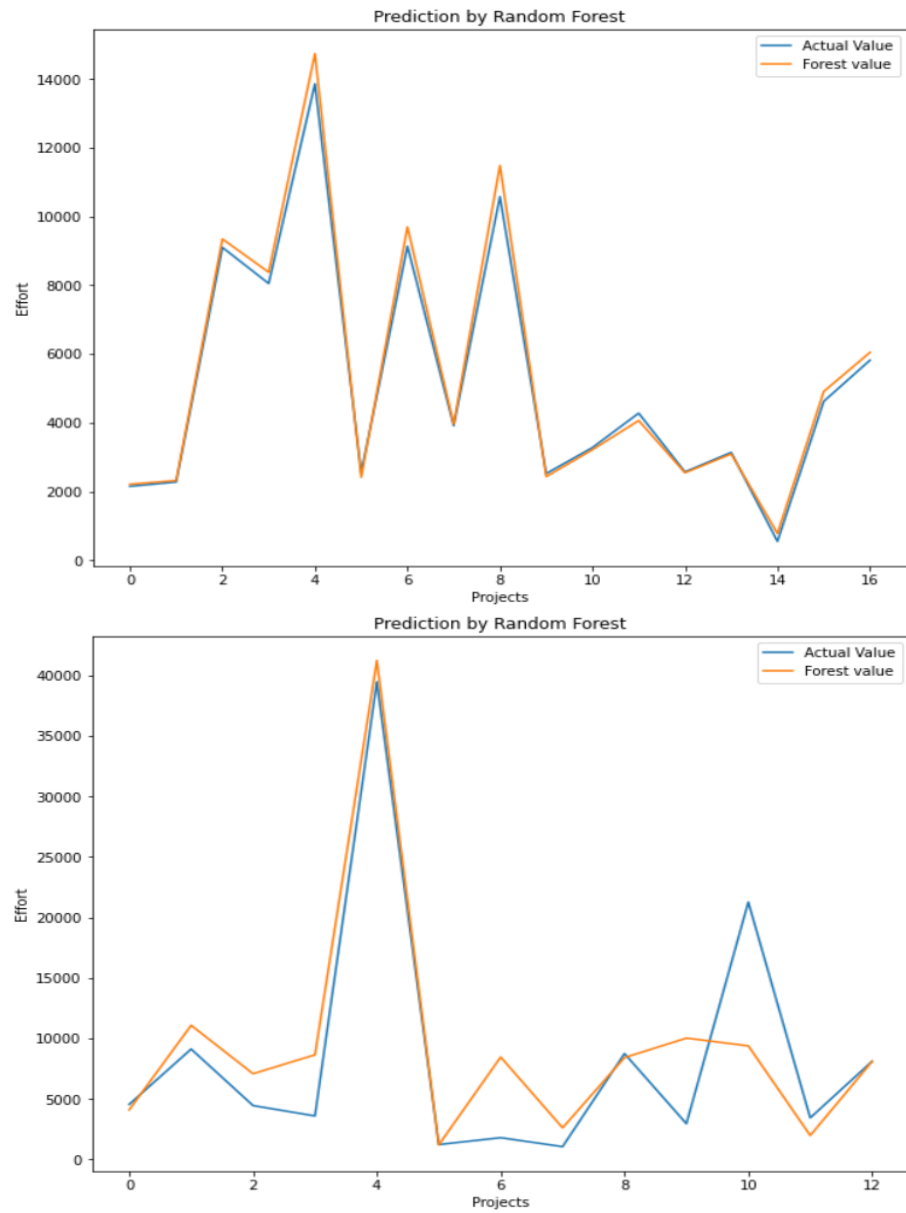 Prediction by Random Forest
Actual Value
Forest value
14000
12000
10000
8000
6000
4000
2000
0
Effort
0 2 4 6 8 10 12 14 16
Projects
Prediction by Random Forest
Actual Value
Forest value
40000
35000
30000
25000
20000
15000
10000
5000
0
Effort
0 2 4 6 8 10 12
Projects